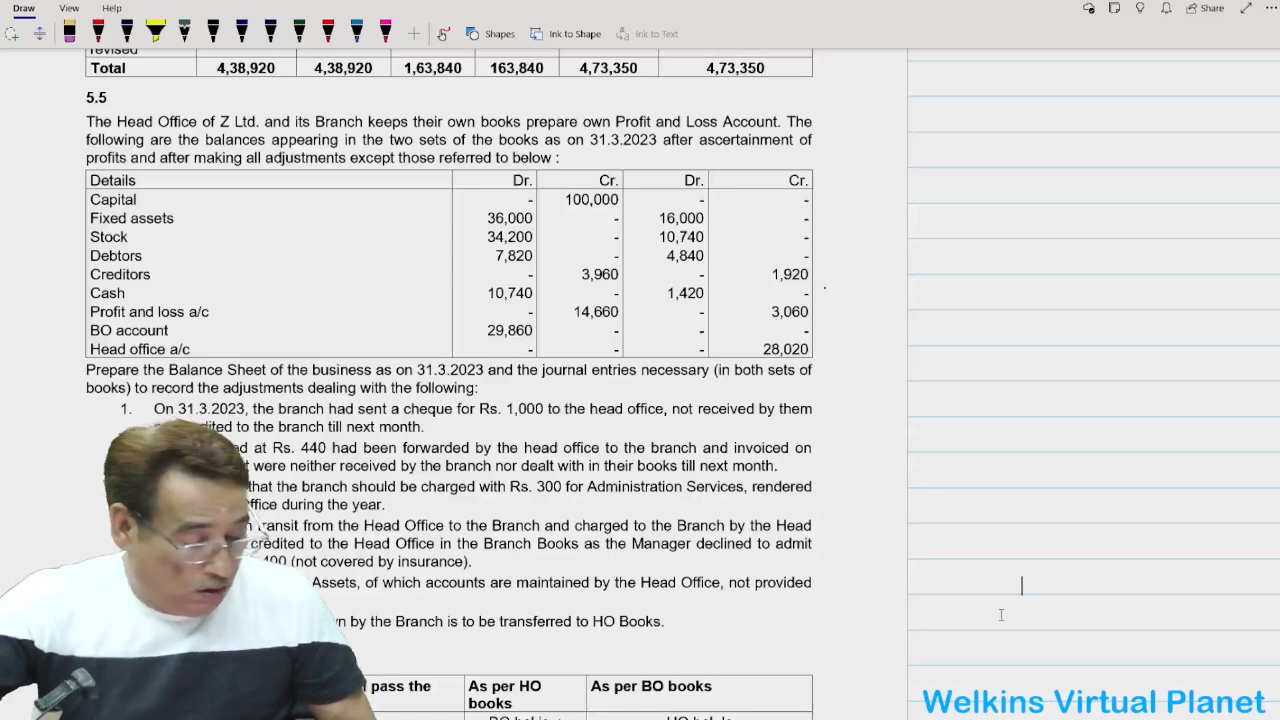 Draw View Help Share
Shapes Ink to Shape Ink to Text
revised
Total 4,38,920 4,38,920 1,63,840 163,840 4,73,350 4,73,350
5.5
The Head Office of Z Ltd. and its Branch keeps their own books prepare own Profit and Loss Account. The
following are the balances appearing in the two sets of the books as on 31.3.2023 after ascertainment of
profits and after making all adjustments except those referred to below :
Details Dr. Cr. Dr. Cr.
Capital - 100,000 - -
Fixed assets 36,000 - 16,000 -
Stock 34,200 - 10,740 -
Debtors 7,820 - 4,840 -
Creditors - 3,960 - 1,920
Cash 10,740 - 1,420 -
Profit and loss a/c - 14,660 - 3,060
BO account 29,860 - - -
Head office a/c - - - 28,020
Prepare the Balance Sheet of the business as on 31.3.2023 and the journal entries necessary (in both sets of
books) to record the adjustments dealing with the following:
1. On 31.3.2023, the branch had sent a cheque for Rs. 1,000 to the head office, not received by them
to the branch till next month.
at Rs. 440 had been forwarded by the head office to the branch and invoiced on
were neither received by the branch nor dealt with in their books till next month.
that the branch should be charged with Rs. 300 for Administration Services, rendered
during the year.
transit from the Head Office to the Branch and charged to the Branch by the Head
credited to the Head Office in the Branch Books as the Manager declined to admit
(not covered by insurance).
Assets, of which accounts are maintained by the Head Office, not provided
by the Branch is to be transferred to HO Books.
pass the As per HO As per BO books
books
Welkins Virtual Planet